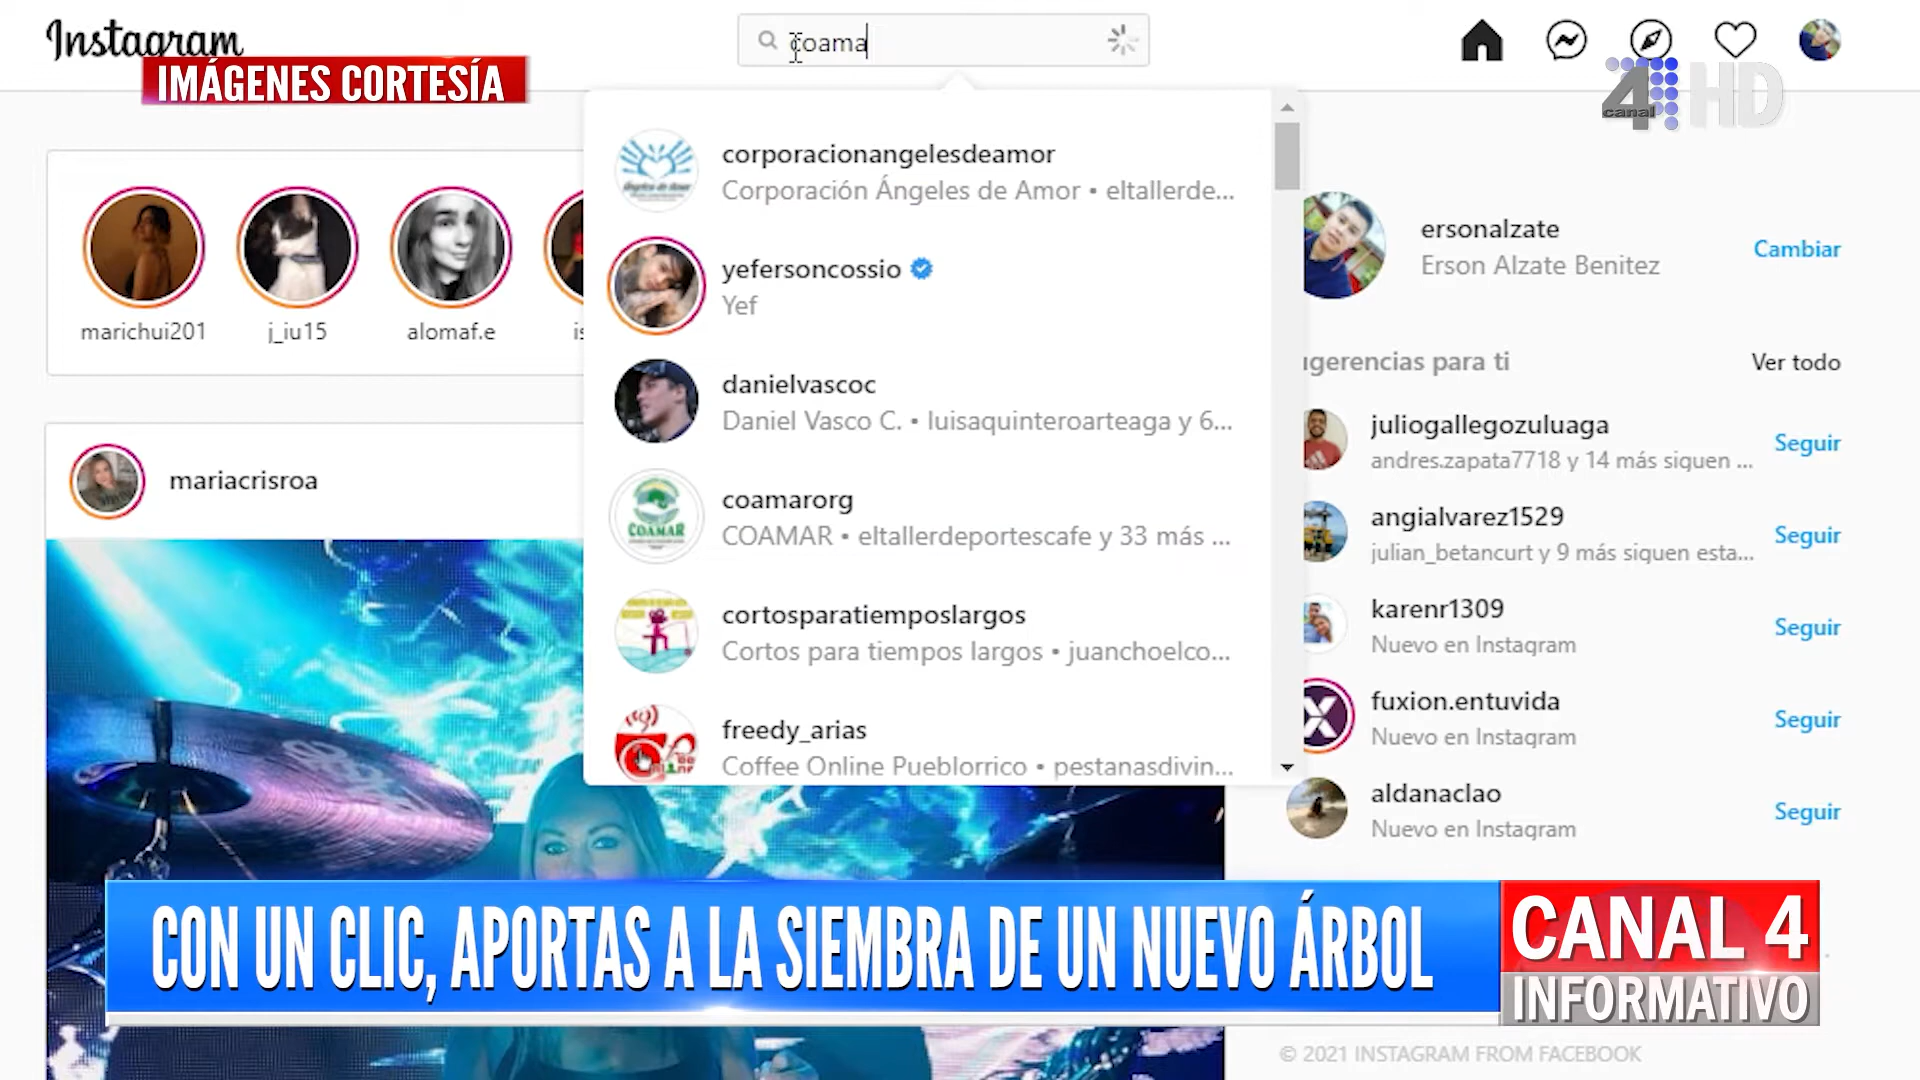 Instagram
coama
IMÁGENES CORTESÍA
4
canal
HD
corporacionangelesdeamor
Corporación Ángeles de Amor • eltallerde...
yefersoncossio
Yef
danielvascoc
Daniel Vasco C. • luisaquinteroarteaga y 6...
coamarorg
COAMAR • eltallerdeportescafe y 33 más ...
cortosparatiemposlargos
Cortos para tiempos largos • juanchoelco...
freedy_arias
Coffee Online Pueblorrico • pestanasdivin...
Ángeles de Amor
COAMAR
marichui201
j_iu15
alomaf.e
is
mariacrisroa
ersonalzate
Erson Alzate Benitez
Cambiar
ugerencias para ti
Ver todo
juliogallegozuluaga
andres.zapata7718 y 14 más siguen ...
Seguir
angialvarez1529
julian_betancurt y 9 más siguen esta...
Seguir
karenr1309
Nuevo en Instagram
Seguir
fuxion.entuvida
Nuevo en Instagram
Seguir
aldanaclao
Nuevo en Instagram
Seguir
CON UN CLIC, APORTAS A LA SIEMBRA DE UN NUEVO ÁRBOL
CANAL 4
INFORMATIVO
© 2021 INSTAGRAM FROM FACEBOOK